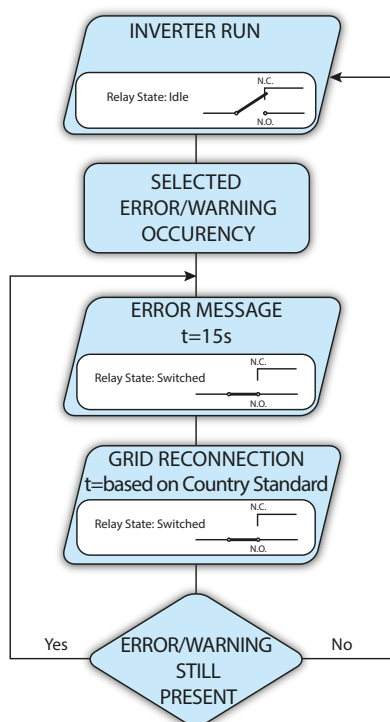 INVERTER RUN
N.C.
Relay State: Idle
N.O.
SELECTED
ERROR/WARNING
OCCURENCY
ERROR MESSAGE
t=15s
N.C.
Relay State: Switched
N.O.
GRID RECONNECTION
t=based on Country Standard
N.C.
Relay State: Switched
N.O.
Yes
ERROR/WARNING
No
STILL
PRESENT